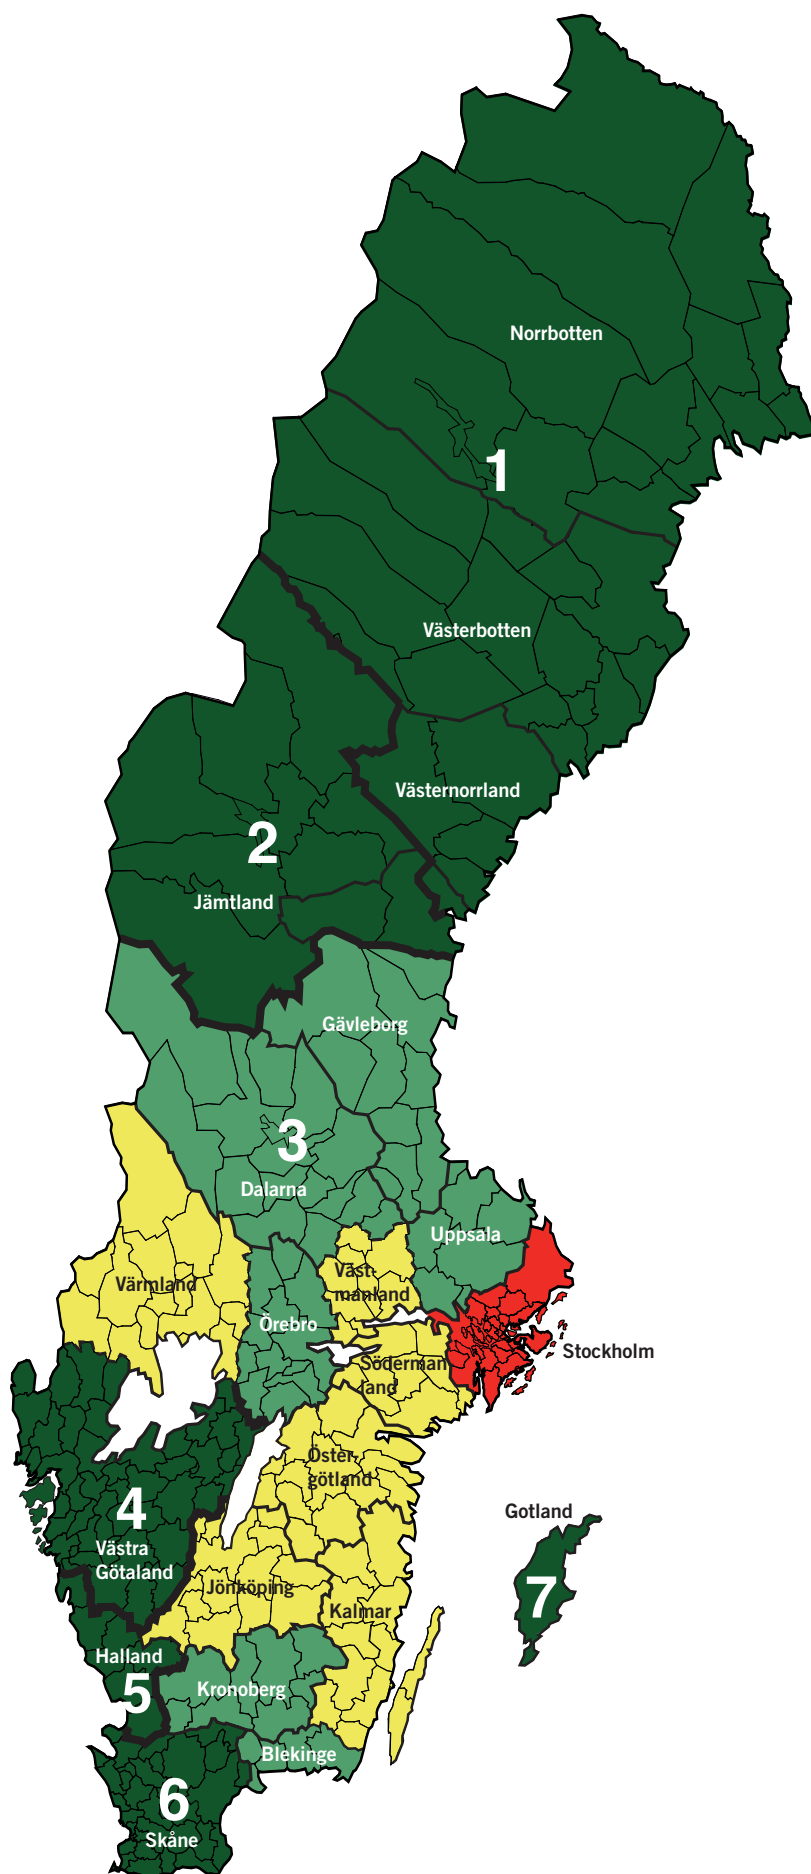 Norrbotten
1
Västerbotten
Västernorrland
2
Jämtland
Gävleborg
3
Dalarna
Uppsala
Värmland
Väst-
manland
Örebro
Stockholm
Söderman
land
Öster-
götland
4
Västra
Götaland
Gotland
7
Jönköping
Kalmar
Halland
5
Kronoberg
Blekinge
6
Skåne